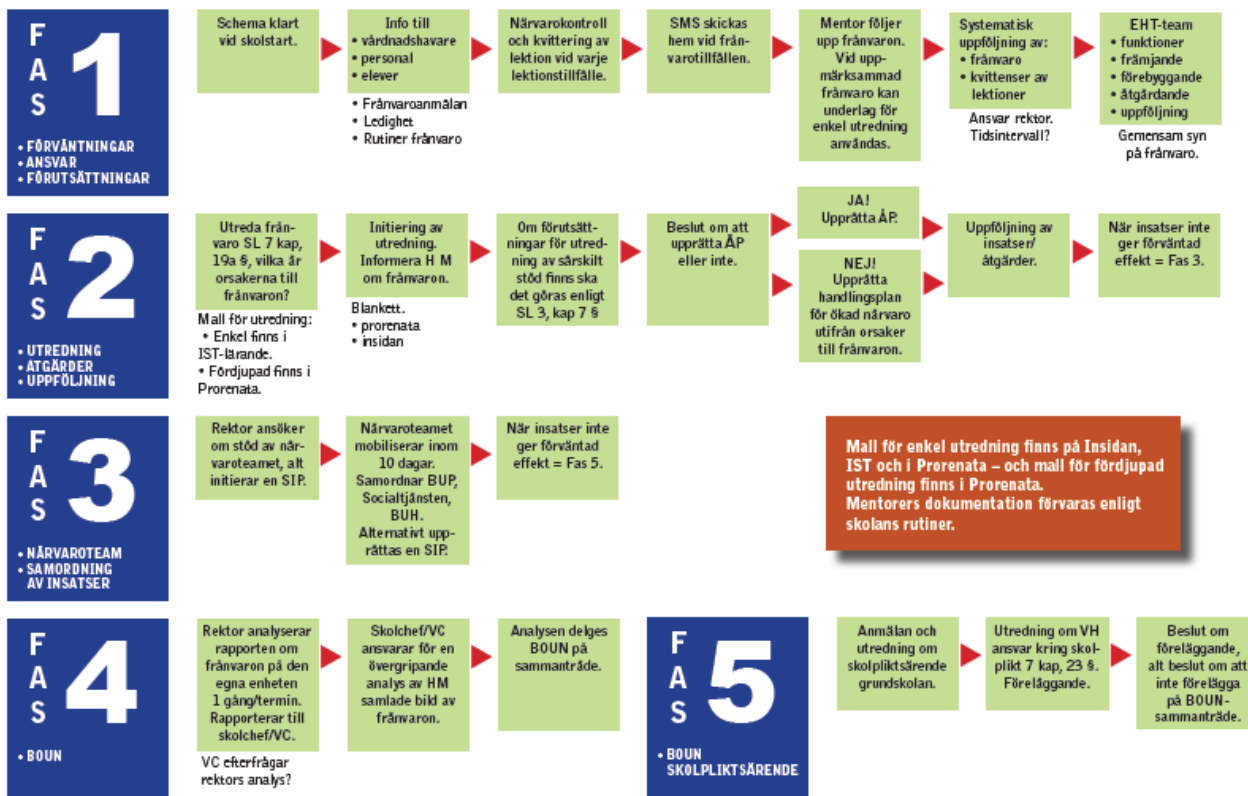 FAS 1
• FÖRVÄNTNINGAR
• ANSVAR
• FÖRUTSÄTTNINGAR
Schema klart
vid skolstart.
Info till
• vårdnadshavare
• personal
• elever
• Frånvaroanmälan
• Ledighet
• Rutiner frånvaro
Närvarokontroll
och kvittering av
lektion vid varje
lektionstillfälle.
SMS skickas
hem vid från-
varotillfällen.
Mentor följer
upp frånvaron.
Vid upp-
märksammad
frånvaro kan
underlag för
enkel utredning
användas.
Systematisk
uppföljning av:
• frånvaro
• kvittenser av
lektioner
Ansvar rektor.
Tidsintervall?
EHT-team
• funktioner
• främjande
• förebyggande
• åtgärdande
• uppföljning
Gemensam syn
på frånvaro.
FAS 2
• UTREDNING
• ÅTGÄRDER
• UPPFÖLJNING
Utreda från-
varo SL 7 kap,
19a §, vilka är
orsakerna till
frånvaron?
Mall för utredning:
• Enkel finns i
IST-lärande.
• Fördjupad finns i
Prorenata.
Initiering av
utredning.
Informera H M
om frånvaron.
Blankett.
• prorenata
• insidan
Om förutsätt-
ningar för utred-
ning av särskilt
stöd finns ska
det göras enligt
SL 3, kap 7 §
Beslut om att
upprätta ÅP
eller inte.
JA!
Upprätta ÅP.
NEJ!
Upprätta
handlingsplan
för ökad närvaro
utifrån orsaker
till frånvaron.
Uppföljning av
insatser/
åtgärder.
När insatser inte
ger förväntad
effekt = Fas 3.
FAS 3
• NÄRVAROTEAM
• SAMORDNING
AV INSATSER
Rektor ansöker
om stöd av när-
varoteamet, alt
initierar en SIP.
Närvaroteamet
mobiliserar inom
10 dagar.
Samordnar BUP,
Socialtjänsten,
BUH.
Alternativt upp-
rättas en SIP.
När insatser inte
ger förväntad
effekt = Fas 5.
Mall för enkel utredning finns på Insidan,
IST och i Prorenata – och mall för fördjupad
utredning finns i Prorenata.
Mentorers dokumentation förvaras enligt
skolans rutiner.
FAS 4
• BOUN
Rektor analyserar
rapporten om
frånvaron på den
egna enheten
1 gång/termin.
Rapporterar till
skolchef/VC.
VC efterfrågar
rektors analys?
Skolchef/VC
ansvarar för en
övergripande
analys av HM
samlade bild av
frånvaron.
Analysen delges
BOUN på
sammanträde.
FAS 5
• BOUN
SKOLPLIKTSÄRENDE
Anmälan och
utredning om
skolpliktsärende
grundskolan.
Utredning om VH
ansvar kring skol-
plikt 7 kap, 23 §.
Föreläggande.
Beslut om
föreläggande,
alt beslut om att
inte förelägga
på BOUN-
sammanträde.